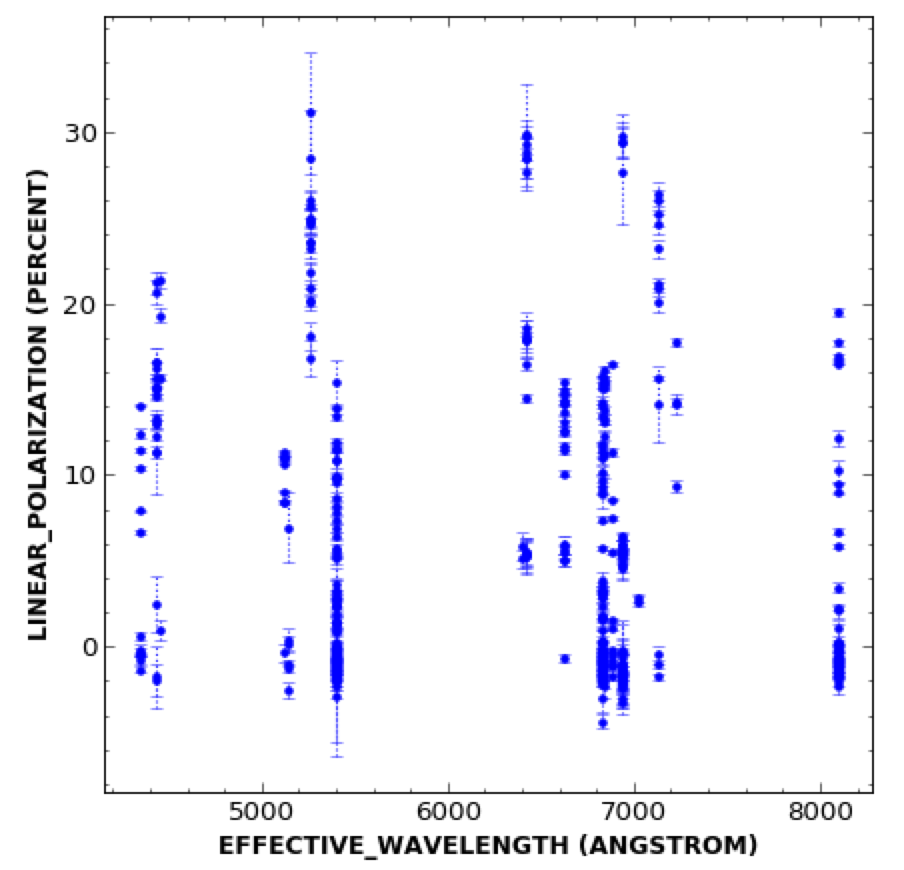 30
20
10
0
LINEAR_POLARIZATION (PERCENT)
5000 6000 7000 8000
EFFECTIVE_WAVELENGTH (ANGSTROM)